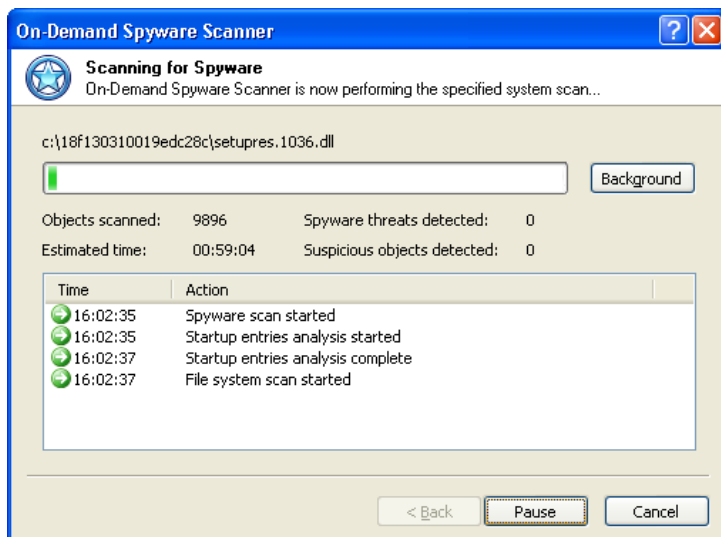 On-Demand Spyware Scanner
Scanning for Spyware
On-Demand Spyware Scanner is now performing the specified system scan...
c:\18f130310019edc28c\setupres.1036.dll
Background
Objects scanned: 9896 Spyware threats detected: 0
Estimated time: 00:59:04 Suspicious objects detected: 0
Time Action
16:02:35 Spyware scan started
16:02:35 Startup entries analysis started
16:02:37 Startup entries analysis complete
16:02:37 File system scan started
< Back Pause Cancel